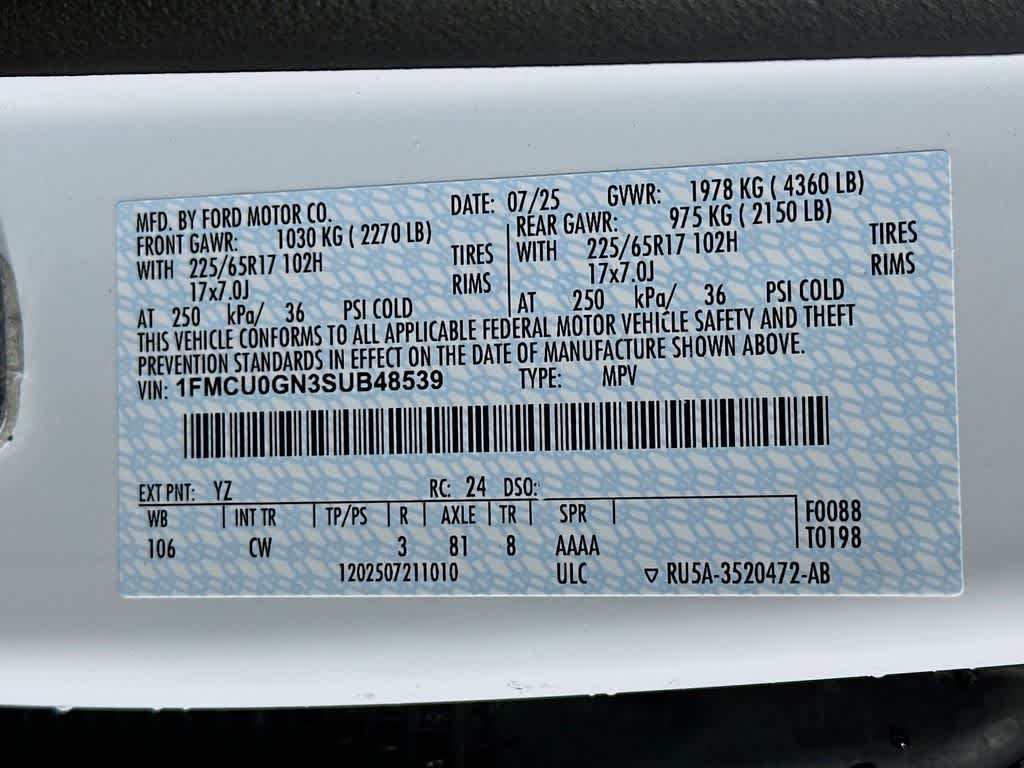 MFD. BY FORD MOTOR CO. DATE: 07/25 GVWR: 1978 KG ( 4360 LB)
FRONT GAWR: 1030 KG ( 2270 LB) REAR GAWR: 975 KG ( 2150 LB)
WITH 225/65R17 102H TIRES WITH 225/65R17 102H TIRES
17x7.0J RIMS 17x7.0J RIMS
AT 250 kPa/ 36 PSI COLD AT 250 kPa/ 36 PSI COLD
THIS VEHICLE CONFORMS TO ALL APPLICABLE FEDERAL MOTOR VEHICLE SAFETY AND THEFT
PREVENTION STANDARDS IN EFFECT ON THE DATE OF MANUFACTURE SHOWN ABOVE.
VIN: 1FMCU0GN3SUB48539 TYPE: MPV
EXT PNT: YZ RC: 24 DSO:
WB INT TR TP/PS R AXLE TR SPR F0088
106 CW 3 81 8 AAAA T0198
1202507211010 ULC ▽ RU5A-3520472-AB